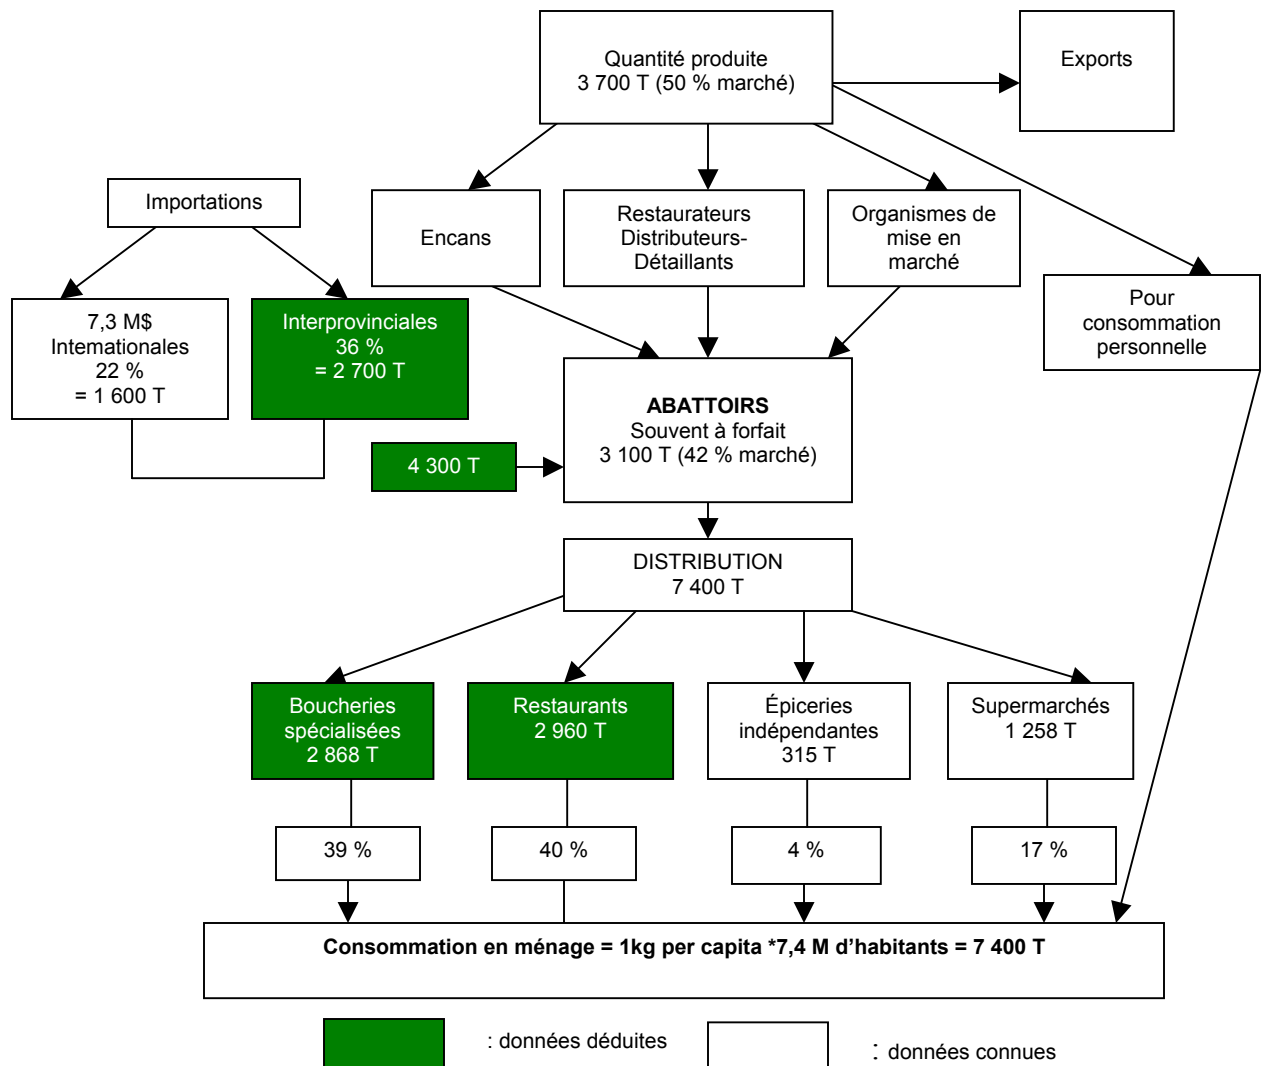 Quantité produite
3 700 T (50 % marché)
Exports
Importations
Encans
Restaurateurs
Distributeurs-
Détaillants
Organismes de
mise en
marché
7,3 M$
Intemationales
22 %
= 1 600 T
Interprovinciales
36 %
= 2 700 T
Pour
consommation
personnelle
ABATTOIRS
Souvent à forfait
3 100 T (42 % marché)
4 300 T
DISTRIBUTION
7 400 T
Boucheries
spécialisées
2 868 T
Restaurants
2 960 T
Épiceries
indépendantes
315 T
Supermarchés
1 258 T
39 %
40 %
4 %
17 %
Consommation en ménage = 1kg per capita *7,4 M d'habitants = 7 400 T
: données déduites
: données connues